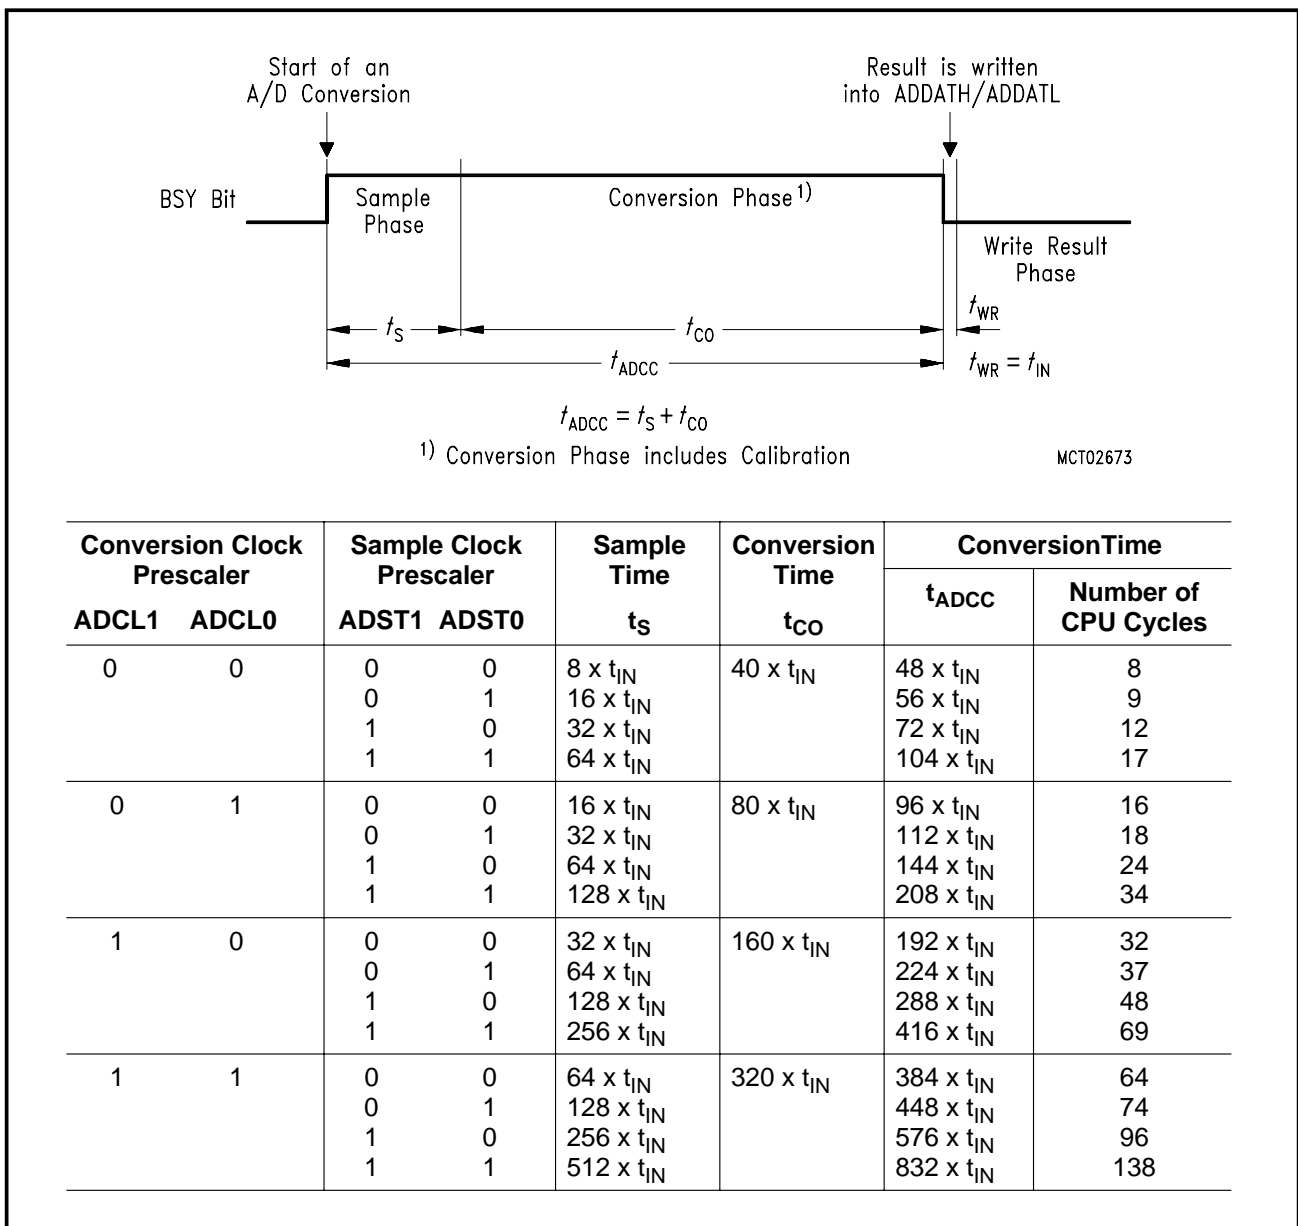 Start of an
A/D Conversion
Result is written
into ADDATH/ADDATL
BSY Bit
Sample
Phase
Conversion Phase 1)
Write Result
Phase
tS
tCO
tWR
tADCC
tWR = tIN
tADCC = tS + tCO
1) Conversion Phase includes Calibration
MCT02673
Conversion Clock Prescaler
Sample Clock Prescaler
Sample Time
Conversion Time
ConversionTime
ADCL1 ADCL0 ADST1 ADST0 tS tCO tADCC Number of CPU Cycles
0 0 0 0 8 x tIN 40 x tIN 48 x tIN 8
0 1 16 x tIN 56 x tIN 9
1 0 32 x tIN 72 x tIN 12
1 1 64 x tIN 104 x tIN 17
0 1 0 0 16 x tIN 80 x tIN 96 x tIN 16
0 1 32 x tIN 112 x tIN 18
1 0 64 x tIN 144 x tIN 24
1 1 128 x tIN 208 x tIN 34
1 0 0 0 32 x tIN 160 x tIN 192 x tIN 32
0 1 64 x tIN 224 x tIN 37
1 0 128 x tIN 288 x tIN 48
1 1 256 x tIN 416 x tIN 69
1 1 0 0 64 x tIN 320 x tIN 384 x tIN 64
0 1 128 x tIN 448 x tIN 74
1 0 256 x tIN 576 x tIN 96
1 1 512 x tIN 832 x tIN 138